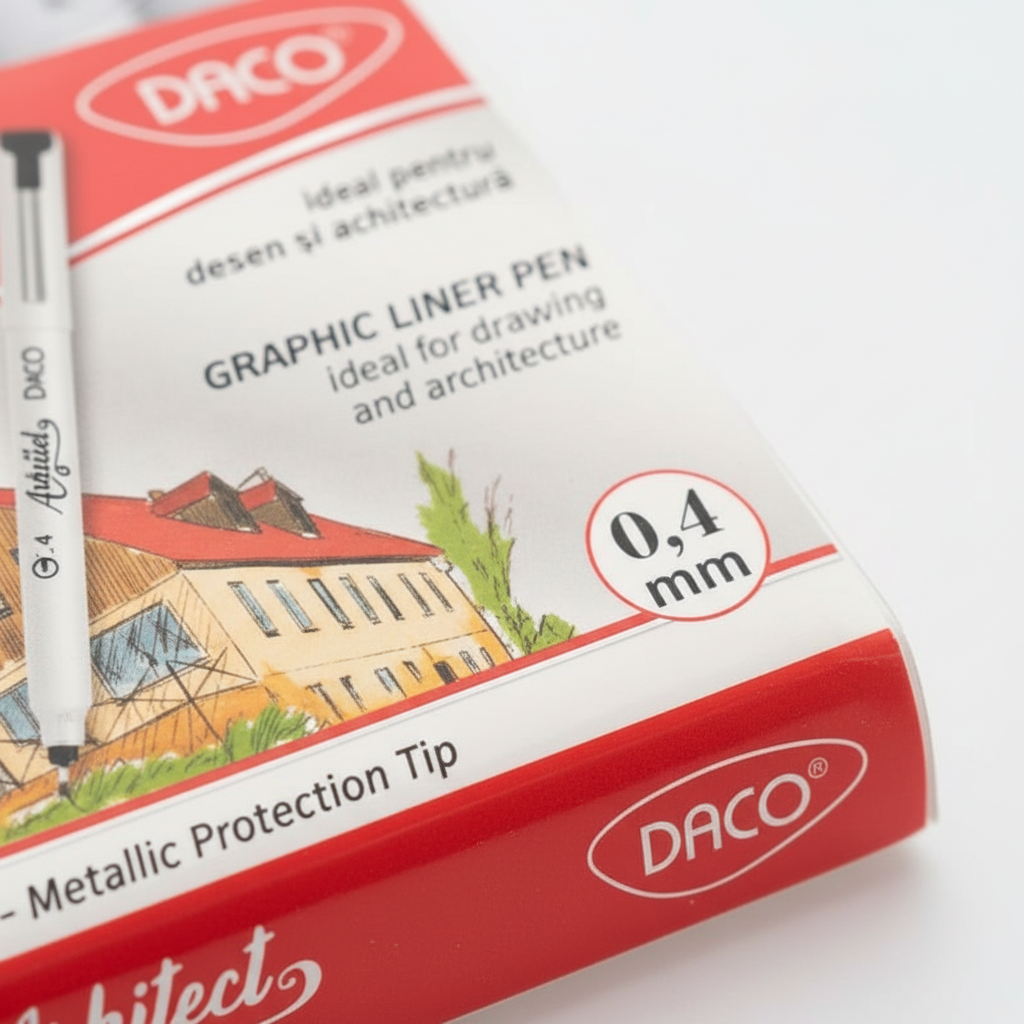 DACO®
ideal pentru
desen și achitectură
GRAPHIC LINER PEN
ideal for drawing
and architecture
DACO
0.4
0,4
mm
- Metallic Protection Tip
DACO®